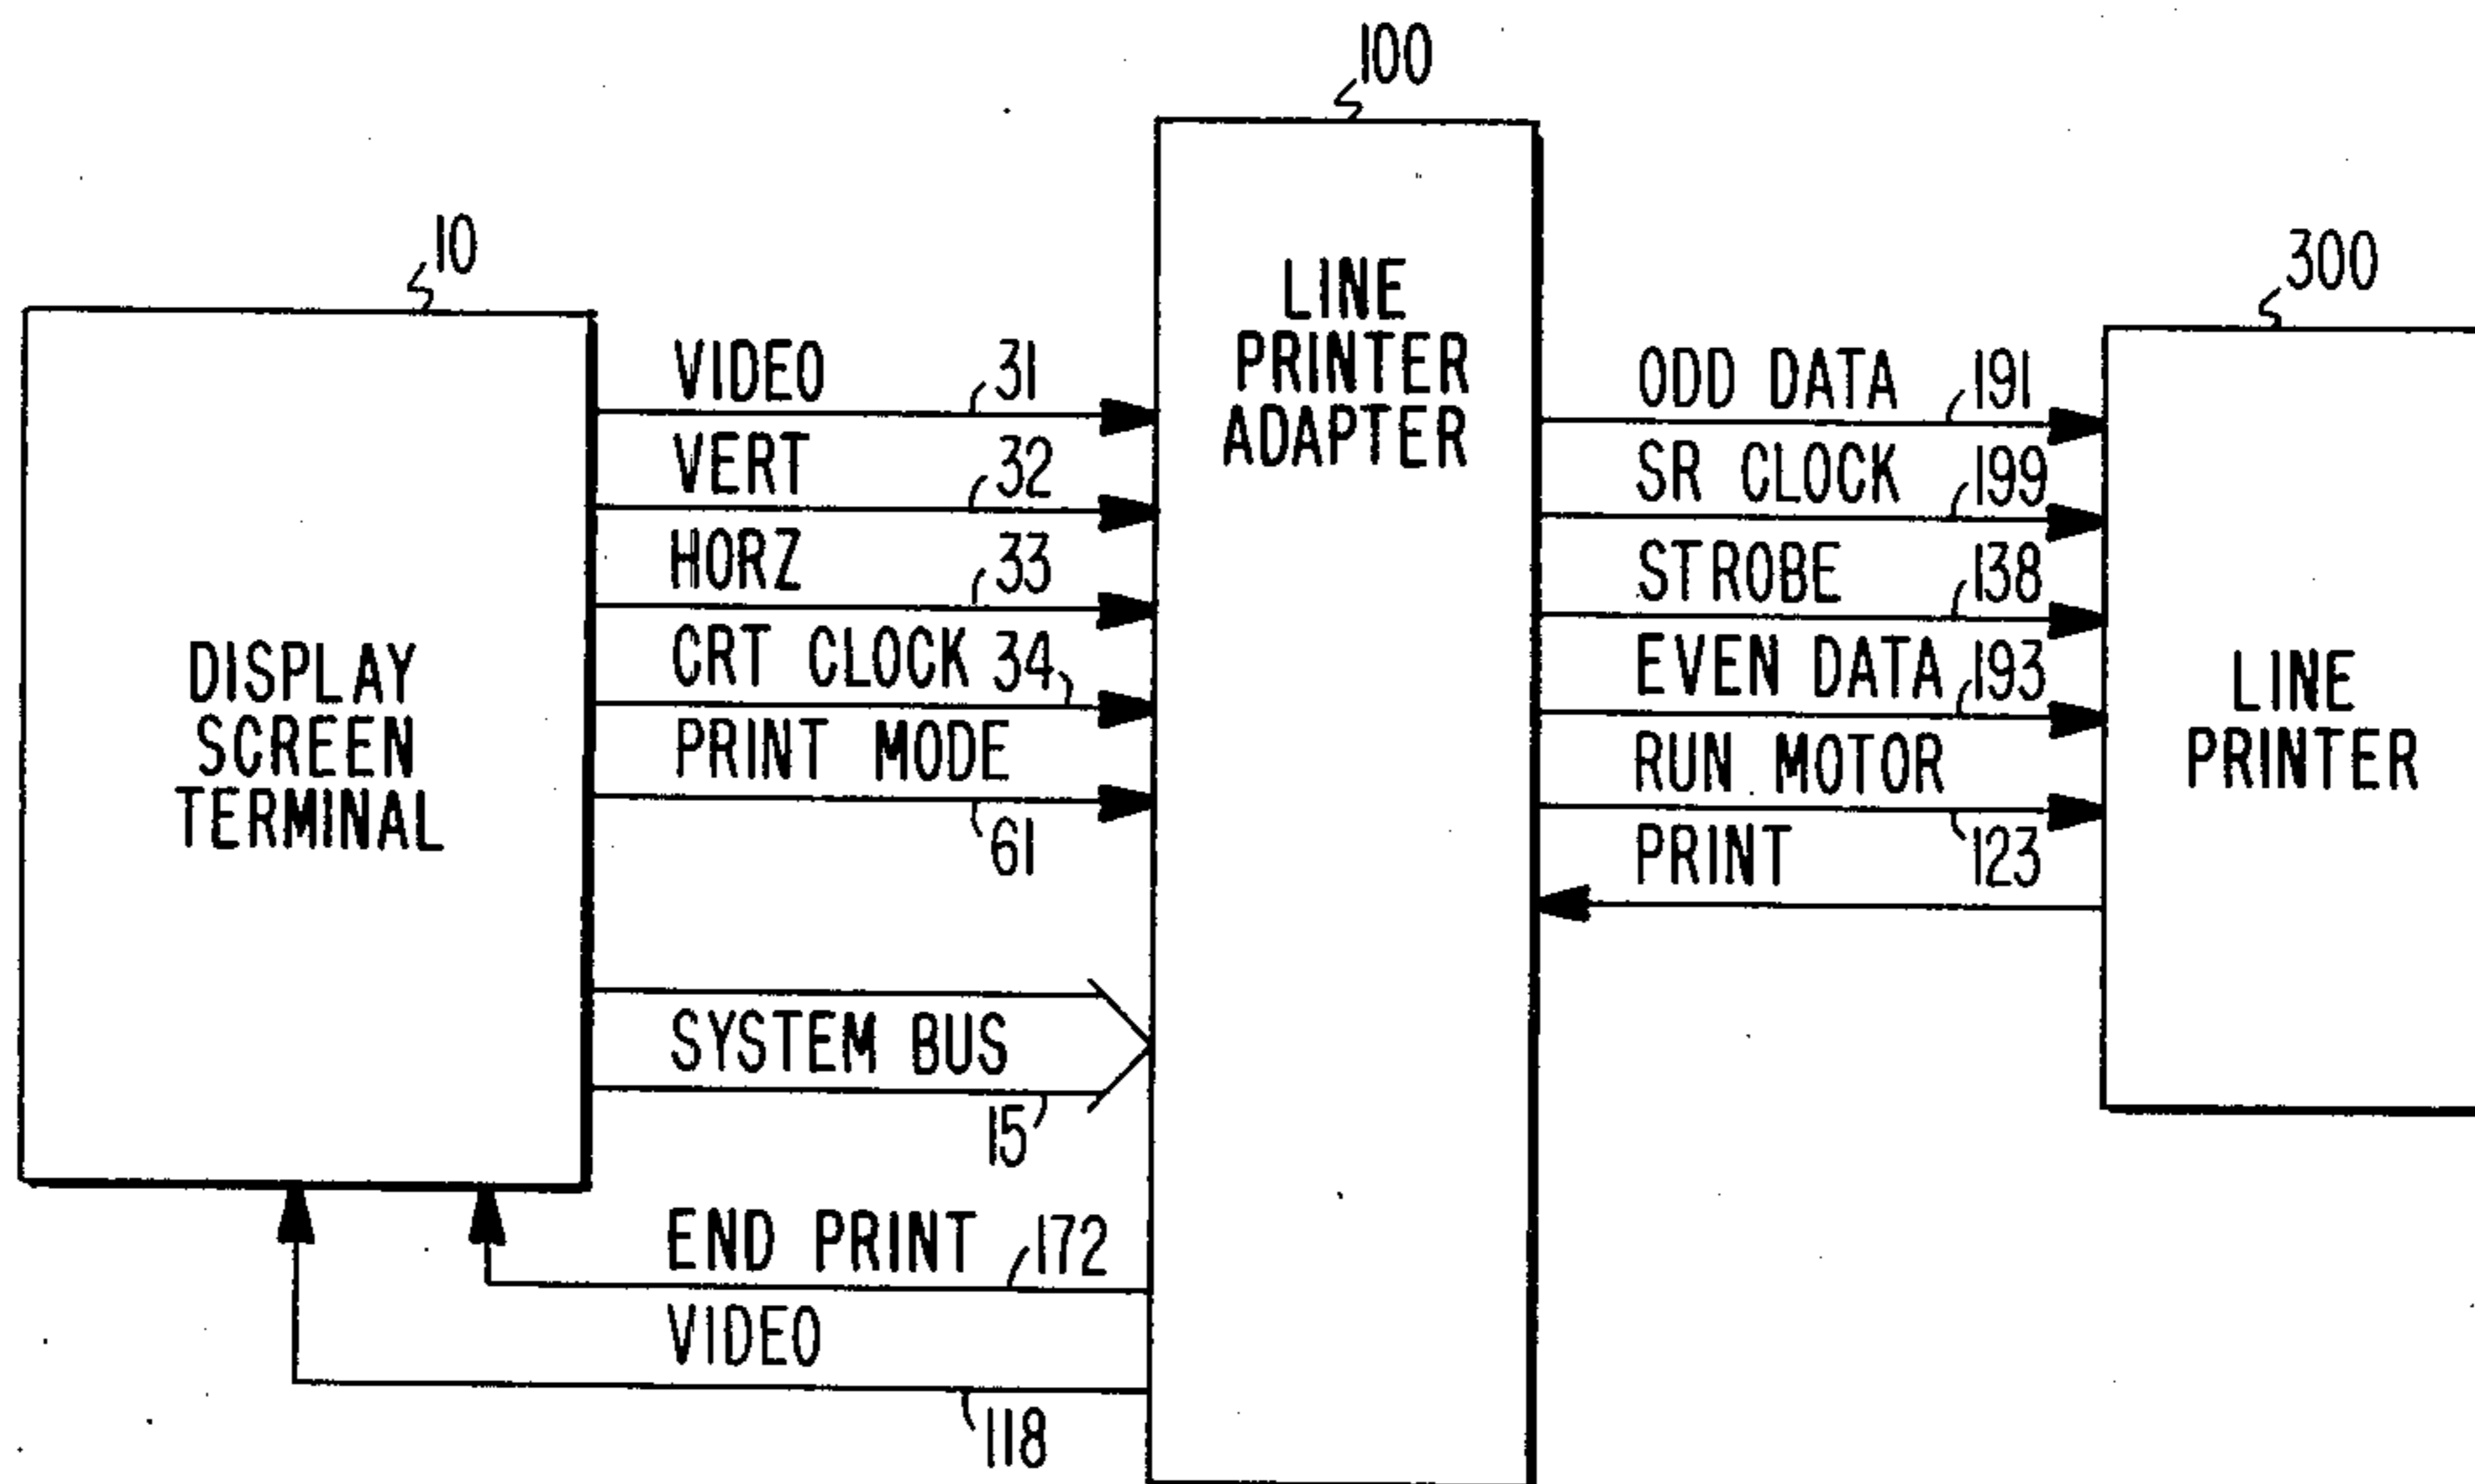 100
10
300
LINE
PRINTER
ADAPTER
VIDEO 31
VERT 32
HORZ 33
CRT CLOCK 34
PRINT MODE
61
DISPLAY
SCREEN
TERMINAL
SYSTEM BUS
15
END PRINT 172
VIDEO
118
ODD DATA 191
SR CLOCK 199
STROBE 138
EVEN DATA 193
RUN MOTOR
123
PRINT
LINE
PRINTER